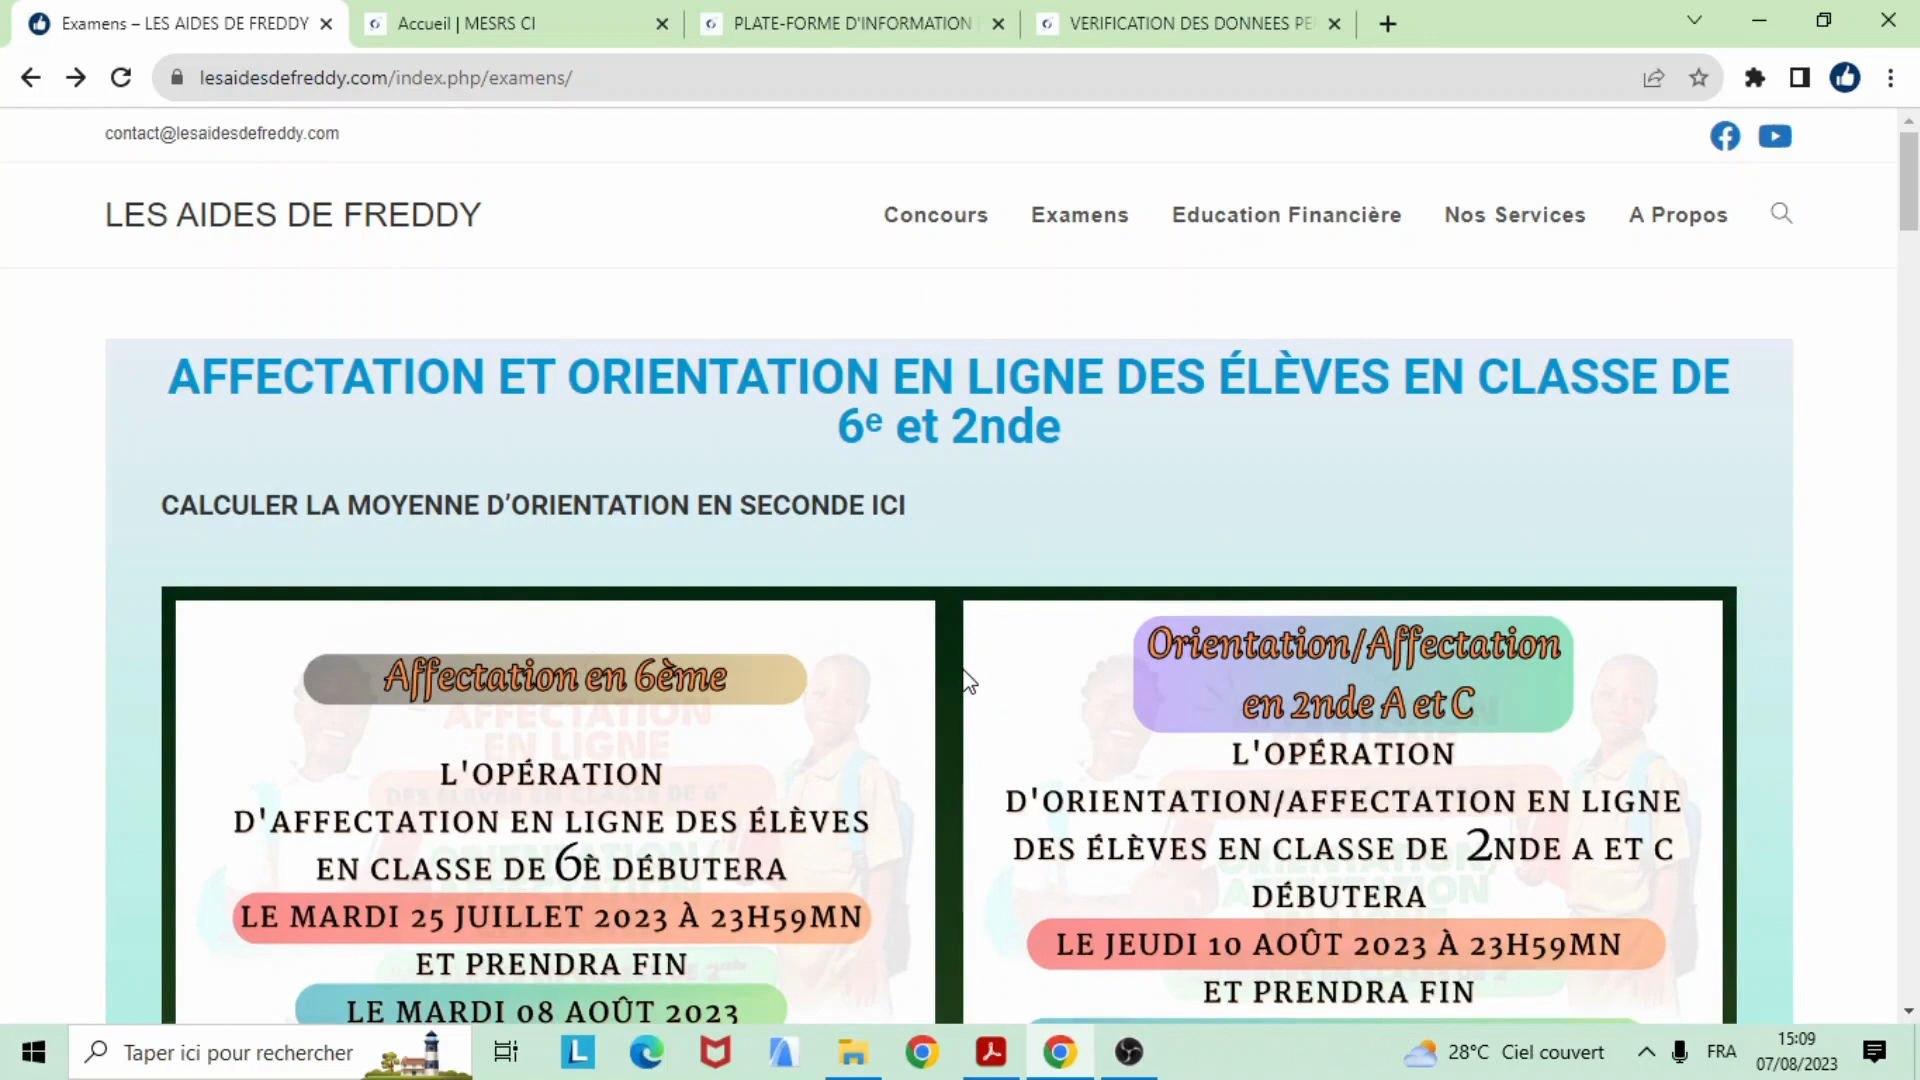 Examens – LES AIDES DE FREDDY
Accueil | MESRS CI
PLATE-FORME D'INFORMATION
VERIFICATION DES DONNEES PE
lesaidesdefreddy.com/index.php/examens/
contact@lesaidesdefreddy.com
LES AIDES DE FREDDY
Concours
Examens
Education Financière
Nos Services
A Propos
AFFECTATION ET ORIENTATION EN LIGNE DES ÉLÈVES EN CLASSE DE
6e et 2nde
CALCULER LA MOYENNE D’ORIENTATION EN SECONDE ICI
Affectation en 6ème
AFFECTATION
EN LIGNE
L'OPÉRATION
D'AFFECTATION EN LIGNE DES ÉLÈVES
EN CLASSE DE 6È DÉBUTERA
LE MARDI 25 JUILLET 2023 À 23H59MN
ET PRENDRA FIN
LE MARDI 08 AOÛT 2023
Orientation/Affectation
en 2nde A et C
L'OPÉRATION
D'ORIENTATION/AFFECTATION EN LIGNE
DES ÉLÈVES EN CLASSE DE 2NDE A ET C
DÉBUTERA
LE JEUDI 10 AOÛT 2023 À 23H59MN
ET PRENDRA FIN
Taper ici pour rechercher
28°C Ciel couvert
FRA
15:09
07/08/2023